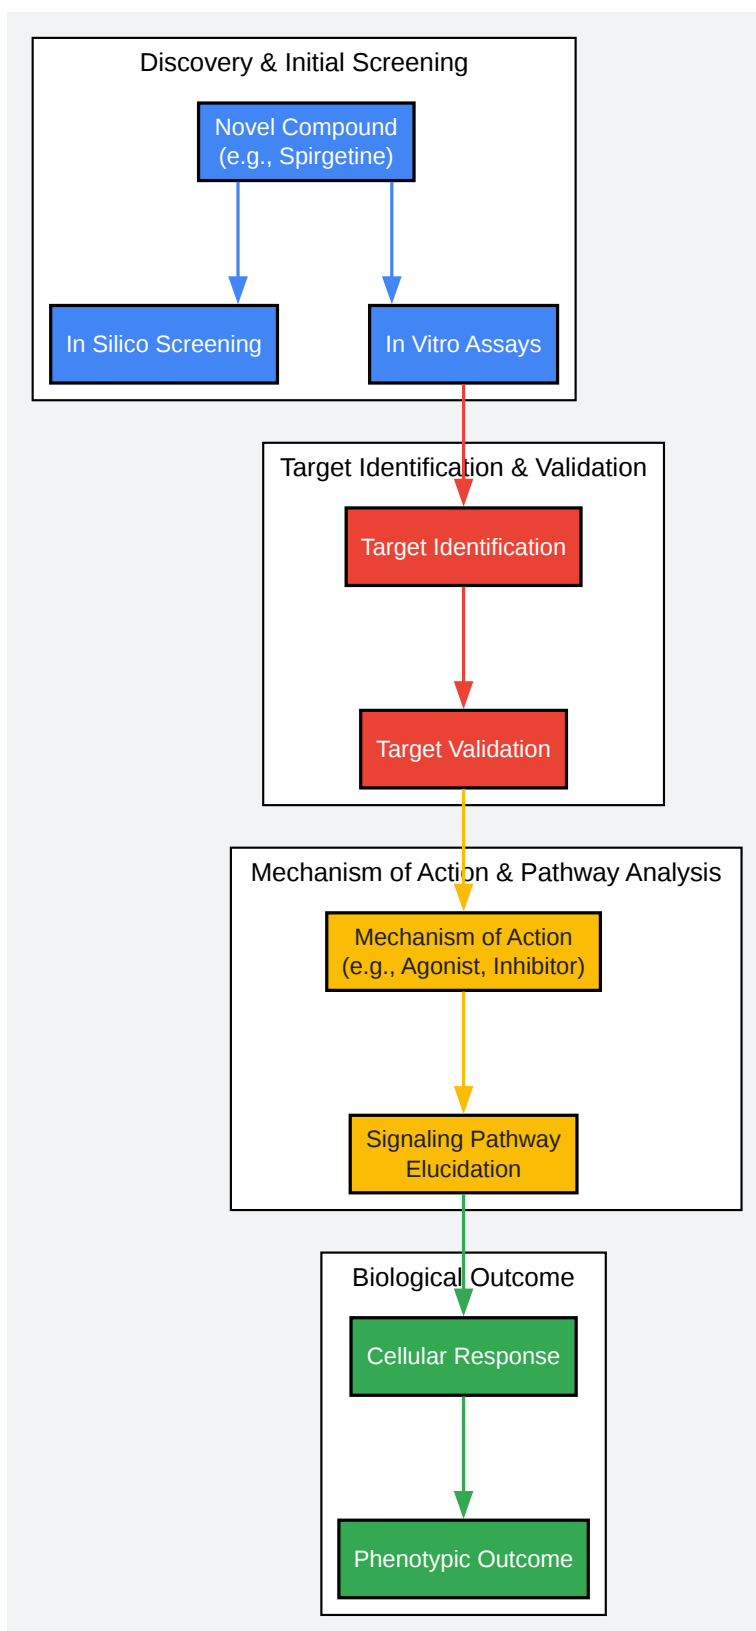 Discovery & Initial Screening
Novel Compound
(e.g., Spirgetine)
In Silico Screening
In Vitro Assays
Target Identification & Validation
Target Identification
Target Validation
Mechanism of Action & Pathway Analysis
Mechanism of Action
(e.g., Agonist, Inhibitor)
Signaling Pathway
Elucidation
Biological Outcome
Cellular Response
Phenotypic Outcome